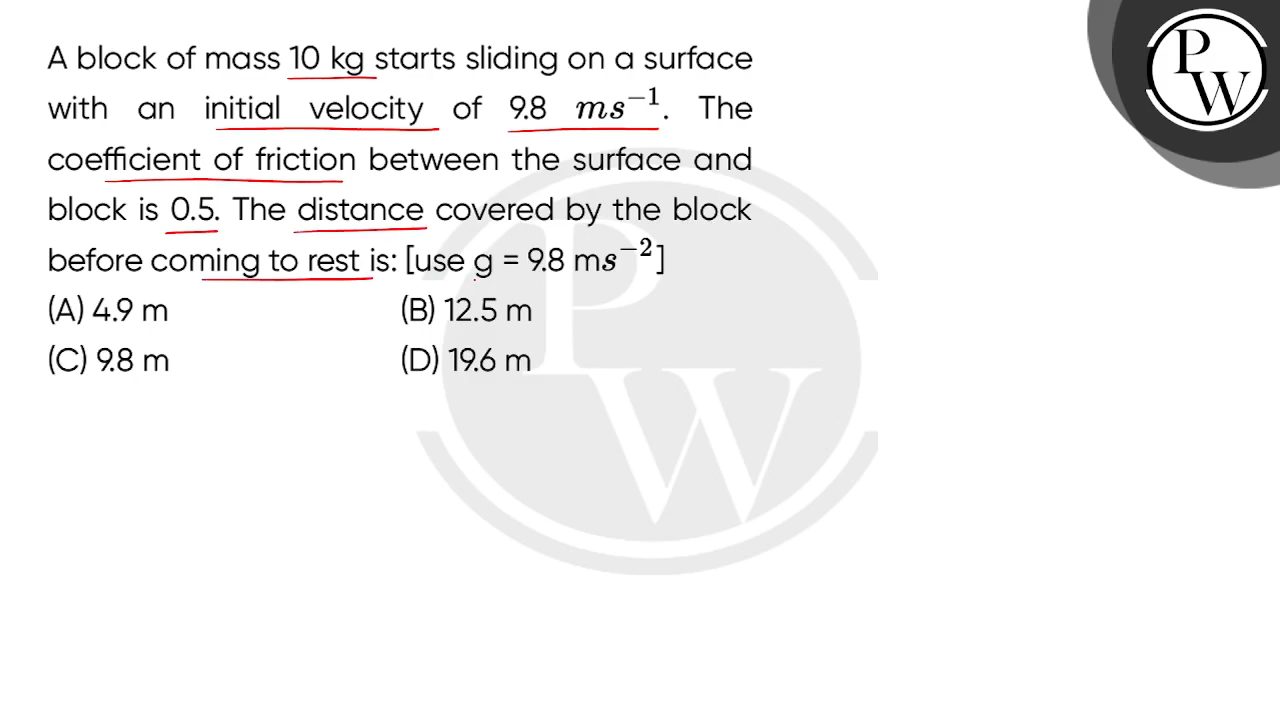 A block of mass 10 kg starts sliding on a surface
with an initial velocity of 9.8 ms⁻¹. The
coefficient of friction between the surface and
block is 0.5. The distance covered by the block
before coming to rest is: [use g = 9.8 ms⁻²]
(A) 4.9 m (B) 12.5 m
(C) 9.8 m (D) 19.6 m
PW
PW